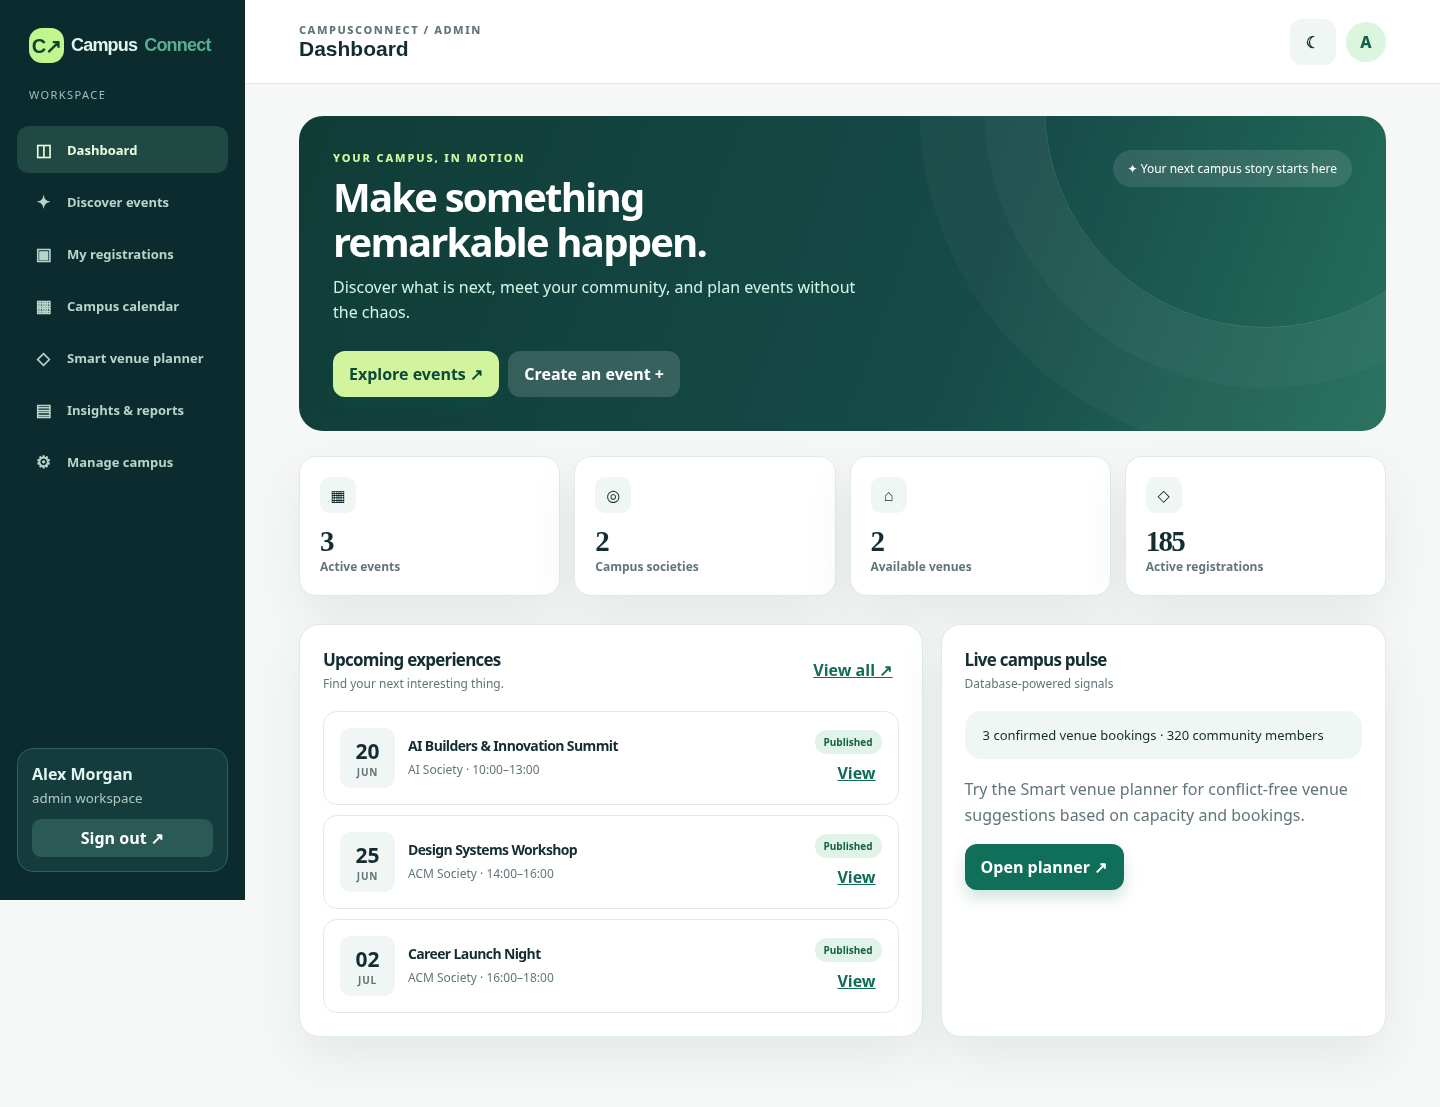 C↗ Campus Connect
WORKSPACE
◫ Dashboard
✦ Discover events
▣ My registrations
▦ Campus calendar
◇ Smart venue planner
▤ Insights & reports
⚙ Manage campus
Alex Morgan
admin workspace
Sign out ↗
CAMPUSCONNECT / ADMIN
Dashboard
☾ A
YOUR CAMPUS, IN MOTION
✦ Your next campus story starts here
Make something
remarkable happen.
Discover what is next, meet your community, and plan events without
the chaos.
Explore events ↗ Create an event +
▦
3
Active events
◎
2
Campus societies
⌂
2
Available venues
◇
185
Active registrations
Upcoming experiences
Find your next interesting thing.
View all ↗
20
JUN
AI Builders & Innovation Summit
AI Society · 10:00–13:00
Published
View
25
JUN
Design Systems Workshop
ACM Society · 14:00–16:00
Published
View
02
JUL
Career Launch Night
ACM Society · 16:00–18:00
Published
View
Live campus pulse
Database-powered signals
3 confirmed venue bookings · 320 community members
Try the Smart venue planner for conflict-free venue
suggestions based on capacity and bookings.
Open planner ↗